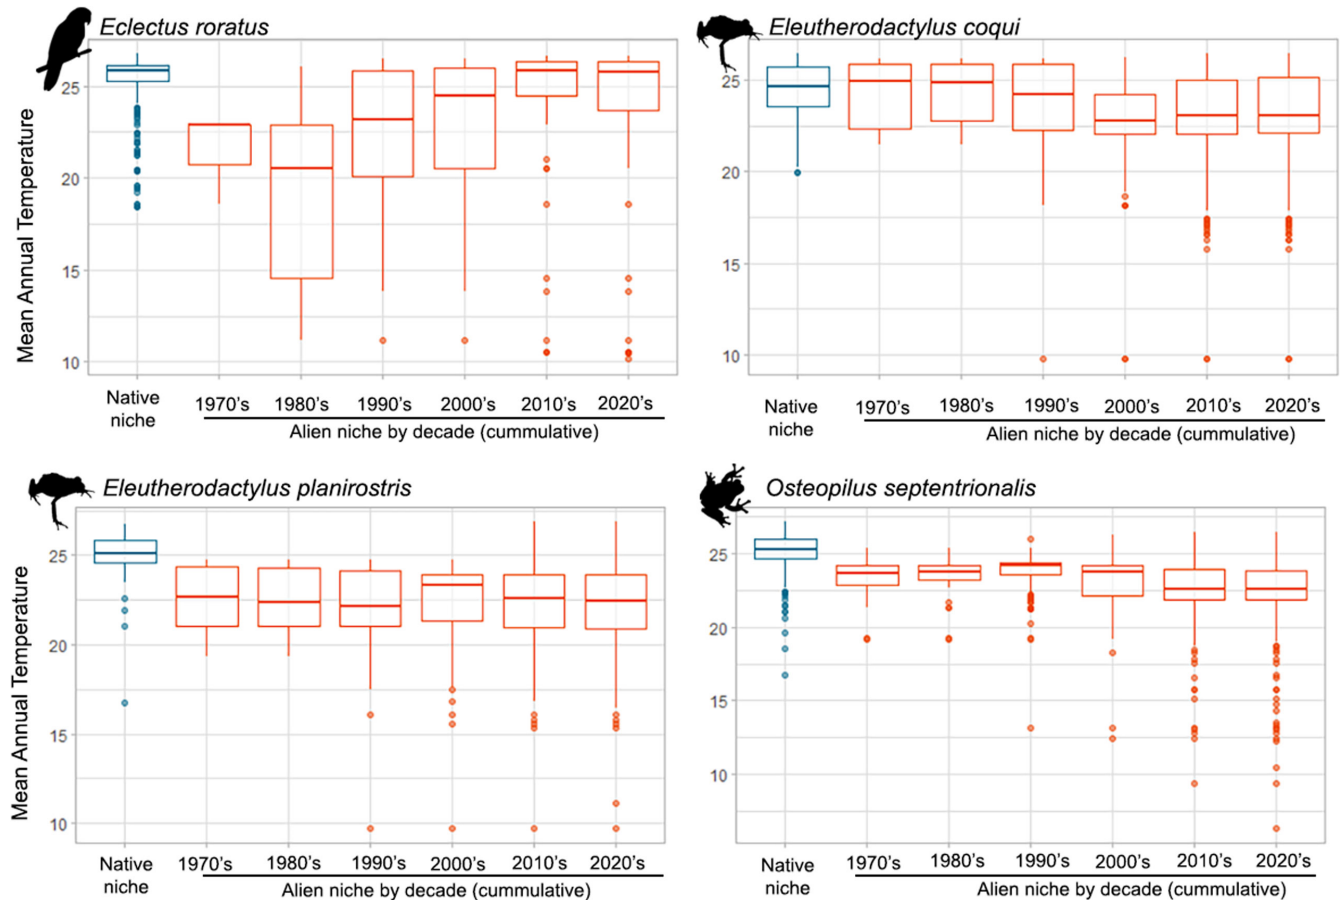 Eclectus roratus
Mean Annual Temperature
25
20
15
10
Native
niche
1970's 1980's 1990's 2000's 2010's 2020's
Alien niche by decade (cummulative)
Eleutherodactylus coqui
25
20
15
10
Native
niche
1970's 1980's 1990's 2000's 2010's 2020's
Alien niche by decade (cummulative)
Eleutherodactylus planirostris
Mean Annual Temperature
25
20
15
10
Native
niche
1970's 1980's 1990's 2000's 2010's 2020's
Alien niche by decade (cummulative)
Osteopilus septentrionalis
25
20
15
10
Native
niche
1970's 1980's 1990's 2000's 2010's 2020's
Alien niche by decade (cummulative)